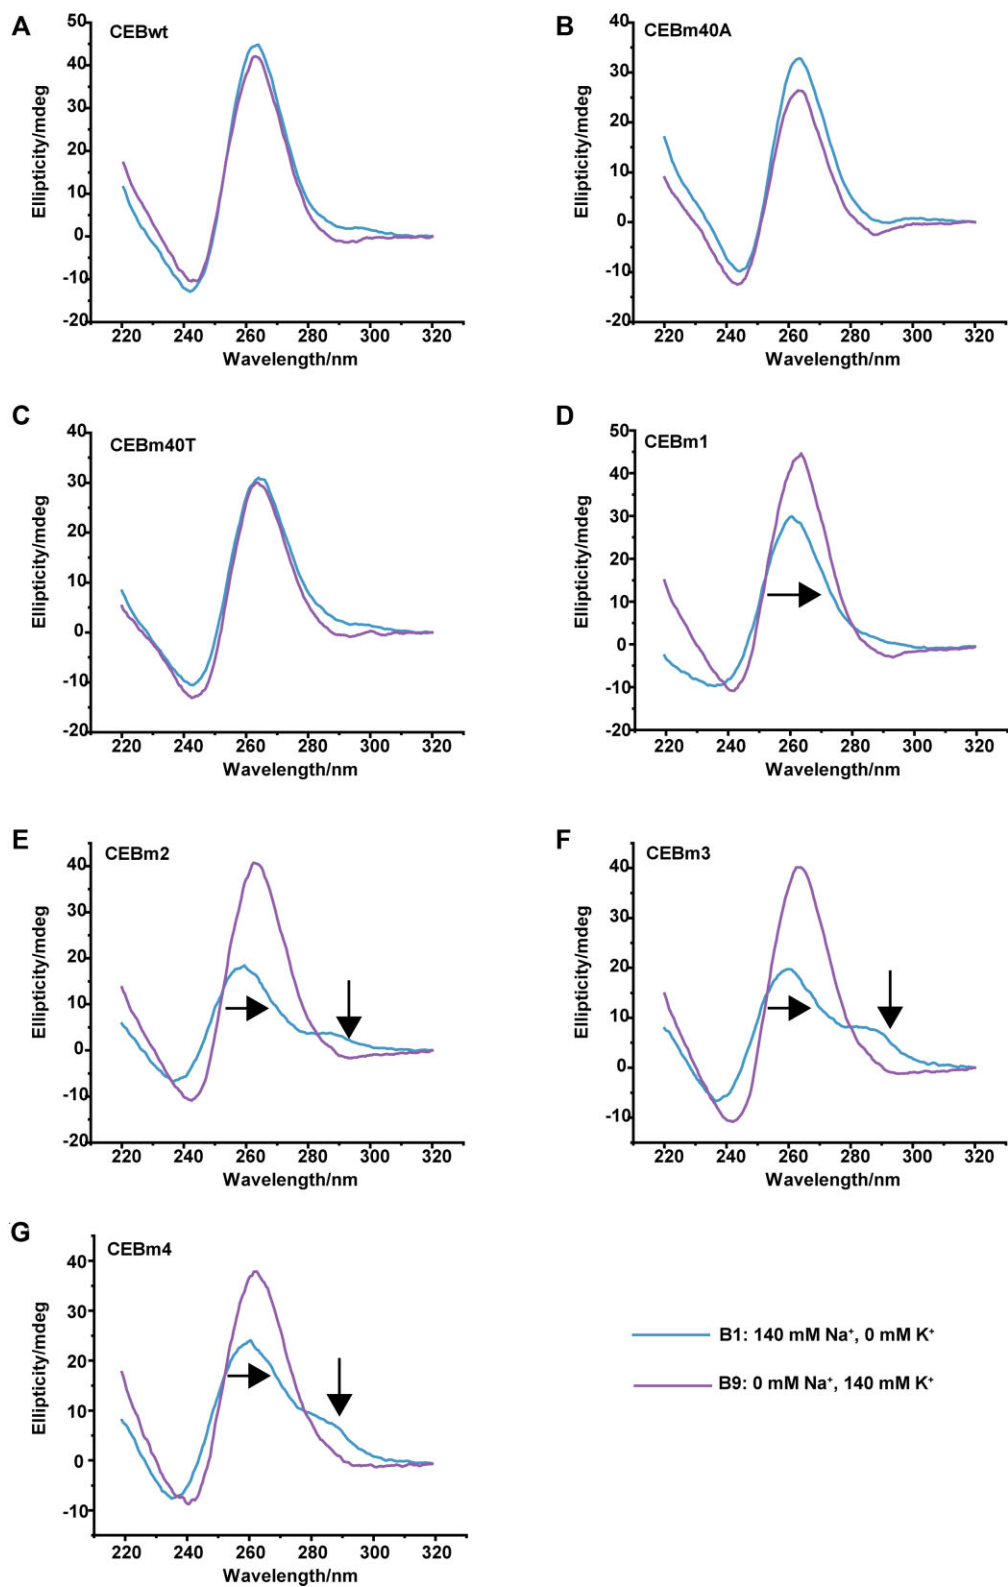 A
CEBwt
Ellipticity/mdeg
50
40
30
20
10
0
-10
-20
220 240 260 280 300 320
Wavelength/nm
B
CEBm40A
Ellipticity/mdeg
40
30
20
10
0
-10
-20
220 240 260 280 300 320
Wavelength/nm
C
CEBm40T
Ellipticity/mdeg
40
30
20
10
0
-10
-20
220 240 260 280 300 320
Wavelength/nm
D
CEBm1
Ellipticity/mdeg
50
40
30
20
10
0
-10
-20
220 240 260 280 300 320
Wavelength/nm
E
CEBm2
Ellipticity/mdeg
40
30
20
10
0
-10
-20
220 240 260 280 300 320
Wavelength/nm
F
CEBm3
Ellipticity/mdeg
40
30
20
10
0
-10
220 240 260 280 300 320
Wavelength/nm
G
CEBm4
Ellipticity/mdeg
40
30
20
10
0
-10
220 240 260 280 300 320
Wavelength/nm
B1: 140 mM Na⁺, 0 mM K⁺
B9: 0 mM Na⁺, 140 mM K⁺